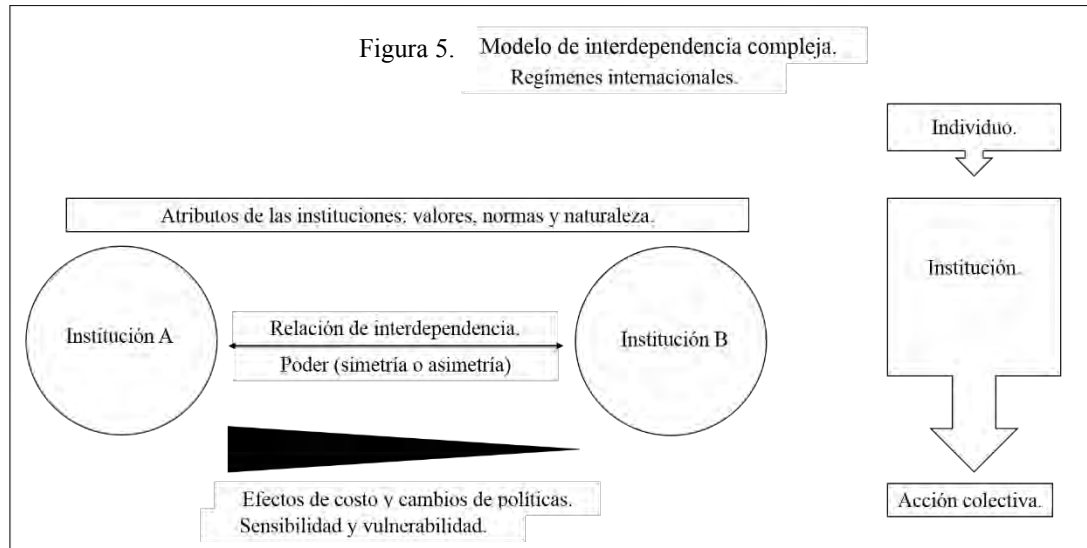 Figura 5. Modelo de interdependencia compleja.
Regímenes internacionales.
Individuo.
Atributos de las instituciones: valores, normas y naturaleza.
Institución A
Relación de interdependencia.
Poder (simetría o asimetría)
Institución B
Institución.
Efectos de costo y cambios de políticas.
Sensibilidad y vulnerabilidad.
Acción colectiva.